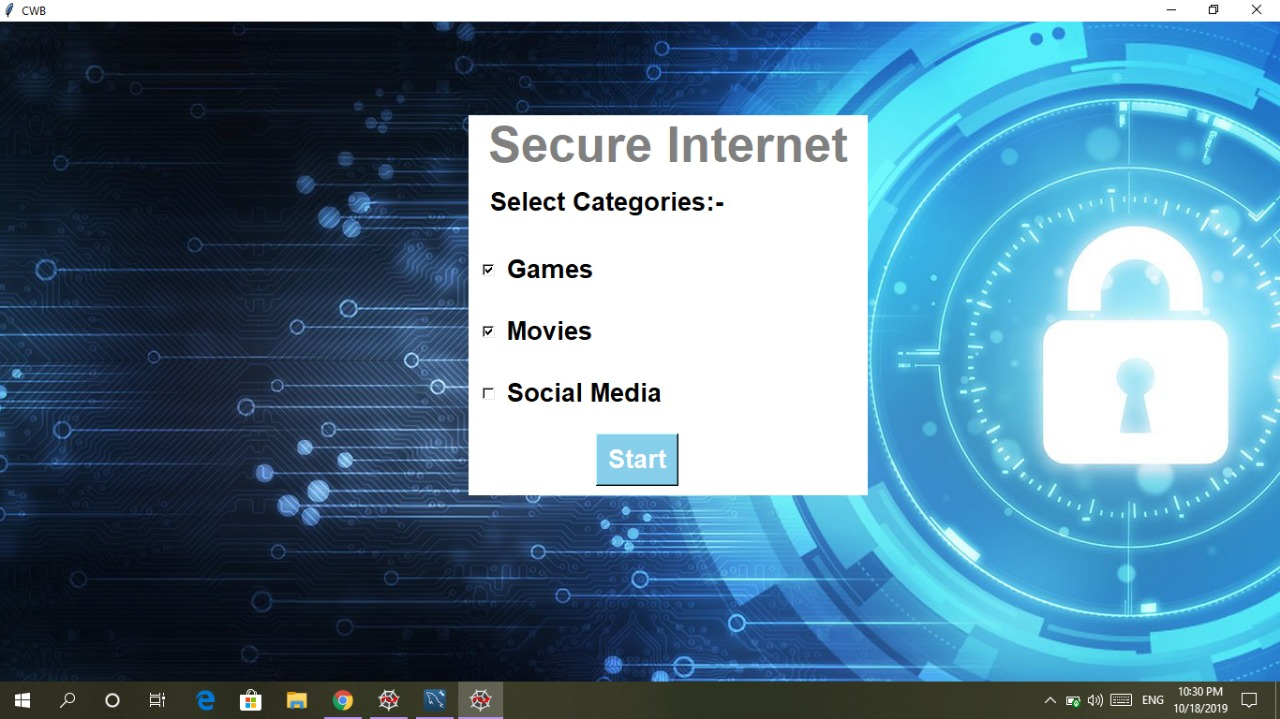 CWB
Secure Internet
Select Categories:-
Games
Movies
Social Media
Start
ENG
10:30 PM
10/18/2019